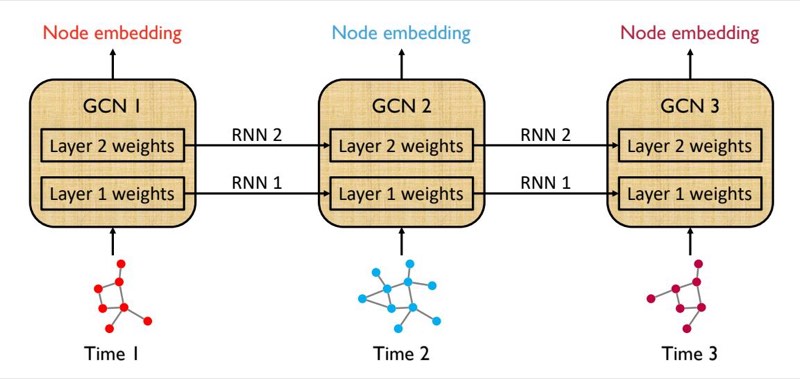 Node embedding
Node embedding
Node embedding
GCN 1
GCN 2
GCN 3
Layer 2 weights
RNN 2
Layer 2 weights
RNN 2
Layer 2 weights
Layer 1 weights
RNN 1
Layer 1 weights
RNN 1
Layer 1 weights
Time 1
Time 2
Time 3